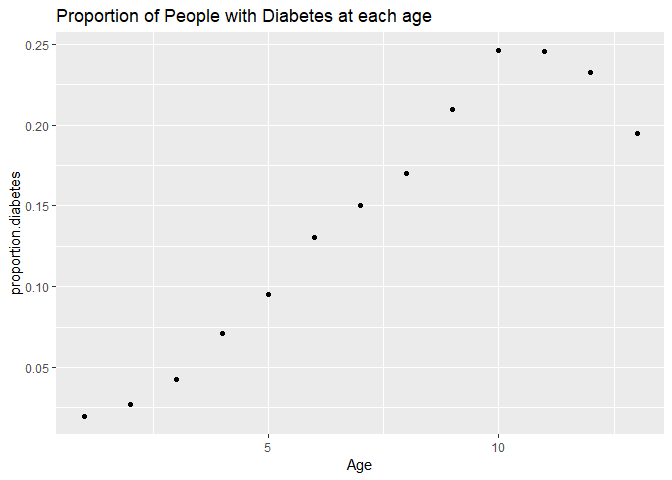 Proportion of People with Diabetes at each age
0.25
0.20
0.15
0.10
0.05
proportion.diabetes
5 10
Age